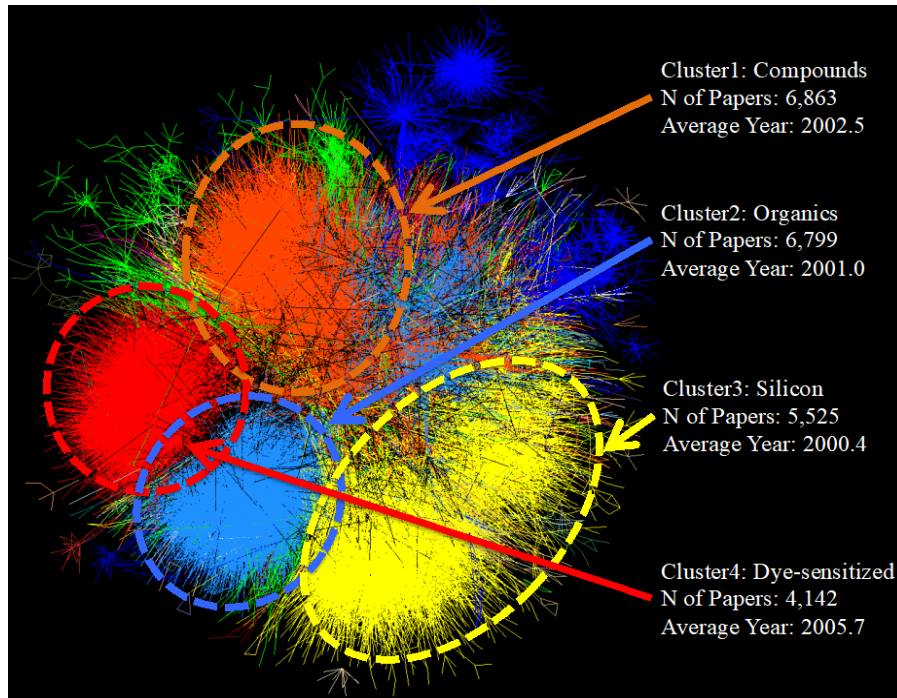 Cluster1: Compounds
N of Papers: 6,863
Average Year: 2002.5
Cluster2: Organics
N of Papers: 6,799
Average Year: 2001.0
Cluster3: Silicon
N of Papers: 5,525
Average Year: 2000.4
Cluster4: Dye-sensitized
N of Papers: 4,142
Average Year: 2005.7